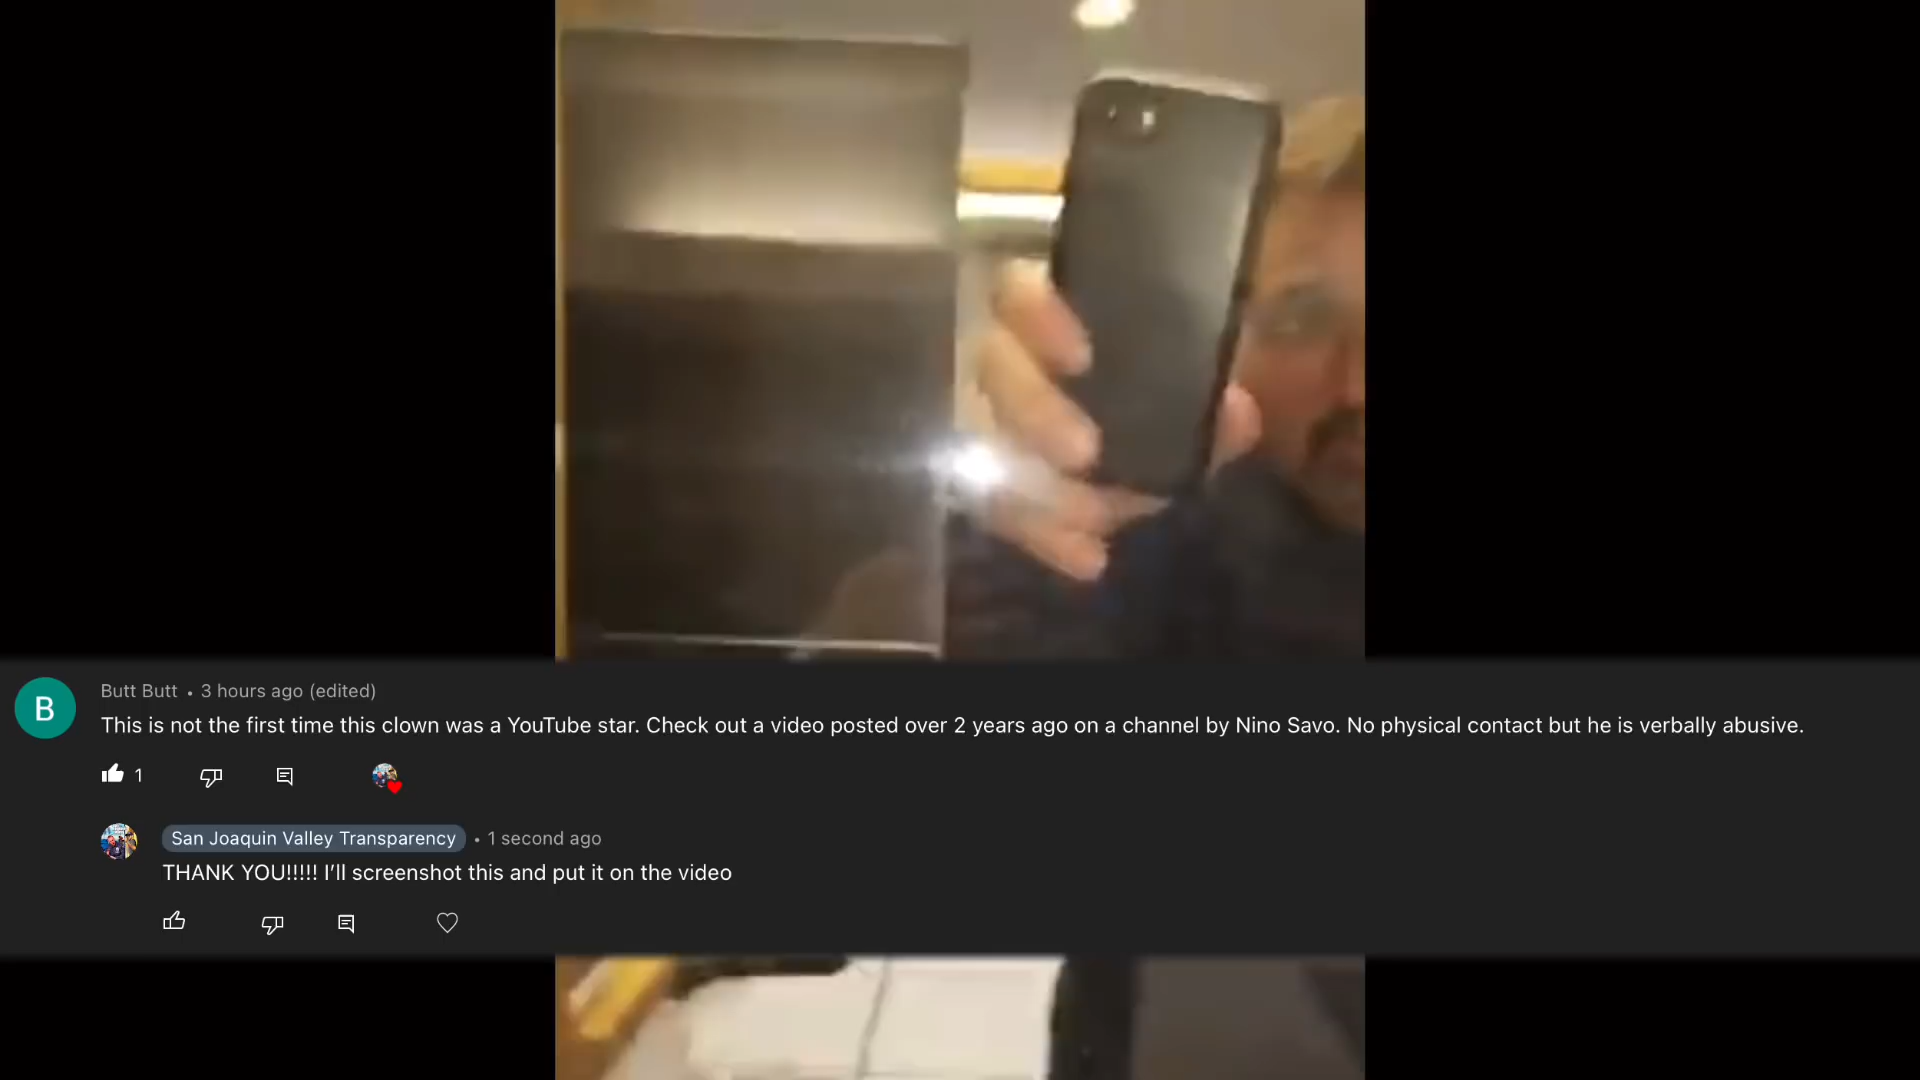 B
Butt Butt • 3 hours ago (edited)
This is not the first time this clown was a YouTube star. Check out a video posted over 2 years ago on a channel by Nino Savo. No physical contact but he is verbally abusive.
1
San Joaquin Valley Transparency • 1 second ago
THANK YOU!!!!! I’ll screenshot this and put it on the video